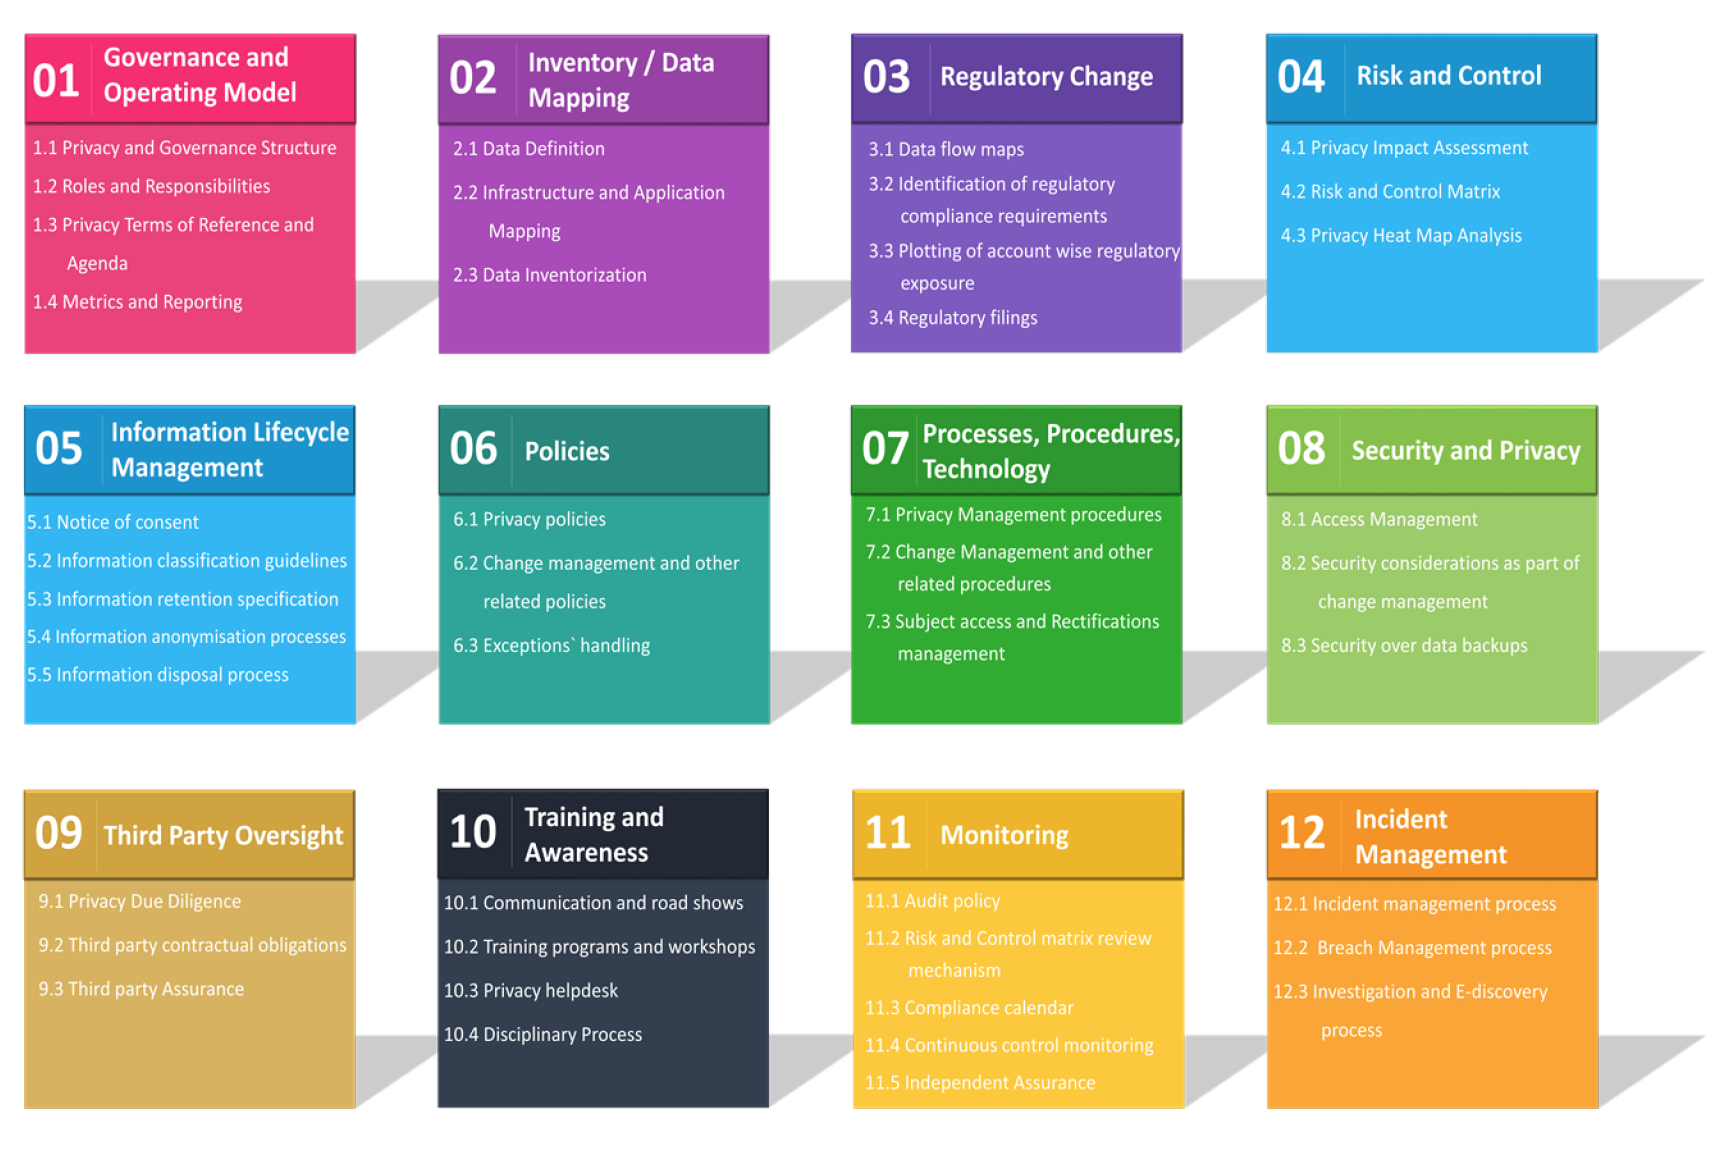 01
Governance and
Operating Model
1.1 Privacy and Governance Structure
1.2 Roles and Responsibilities
1.3 Privacy Terms of Reference and
Agenda
1.4 Metrics and Reporting
02
Inventory / Data
Mapping
2.1 Data Definition
2.2 Infrastructure and Application
Mapping
2.3 Data Inventorization
03
Regulatory Change
3.1 Data flow maps
3.2 Identification of regulatory
compliance requirements
3.3 Plotting of account wise regulatory
exposure
3.4 Regulatory filings
04
Risk and Control
4.1 Privacy Impact Assessment
4.2 Risk and Control Matrix
4.3 Privacy Heat Map Analysis
05
Information Lifecycle
Management
5.1 Notice of consent
5.2 Information classification guidelines
5.3 Information retention specification
5.4 Information anonymisation processes
5.5 Information disposal process
06
Policies
6.1 Privacy policies
6.2 Change management and other
related policies
6.3 Exceptions` handling
07
Processes, Procedures,
Technology
7.1 Privacy Management procedures
7.2 Change Management and other
related procedures
7.3 Subject access and Rectifications
management
08
Security and Privacy
8.1 Access Management
8.2 Security considerations as part of
change management
8.3 Security over data backups
09
Third Party Oversight
9.1 Privacy Due Diligence
9.2 Third party contractual obligations
9.3 Third party Assurance
10
Training and
Awareness
10.1 Communication and road shows
10.2 Training programs and workshops
10.3 Privacy helpdesk
10.4 Disciplinary Process
11
Monitoring
11.1 Audit policy
11.2 Risk and Control matrix review
mechanism
11.3 Compliance calendar
11.4 Continuous control monitoring
11.5 Independent Assurance
12
Incident
Management
12.1 Incident management process
12.2 Breach Management process
12.3 Investigation and E-discovery
process